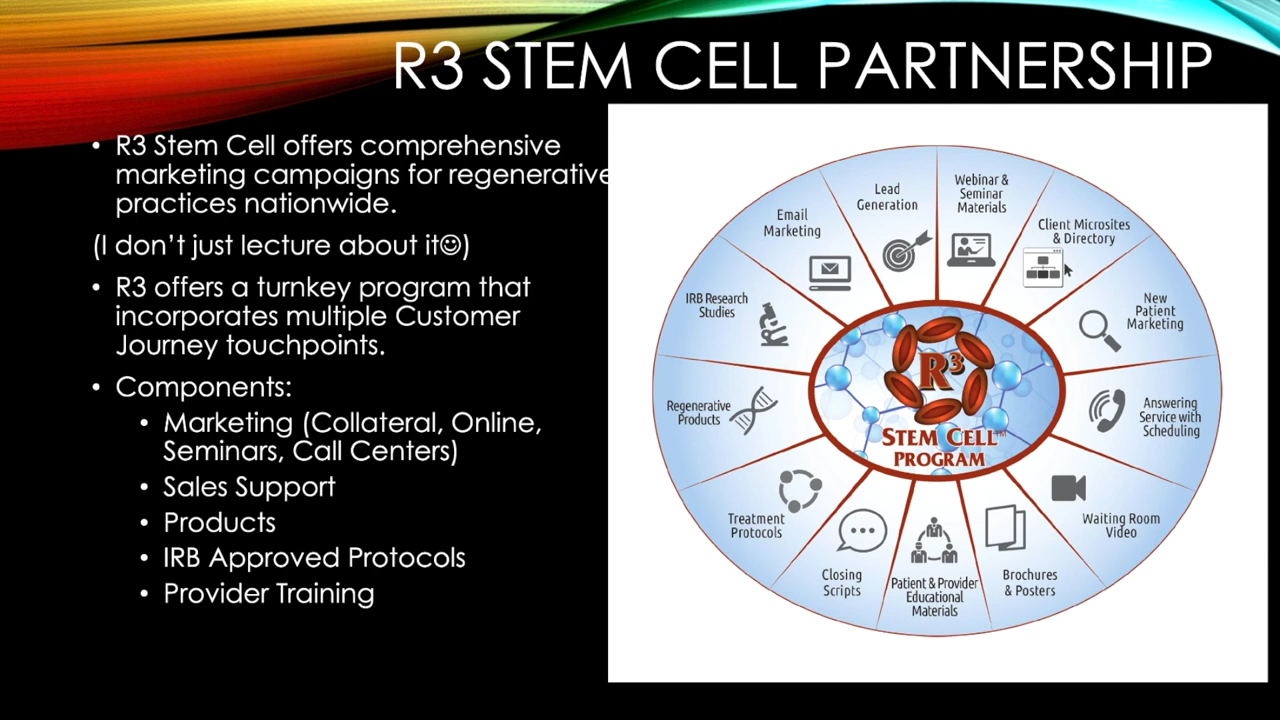 R3 STEM CELL PARTNERSHIP
• R3 Stem Cell offers comprehensive
marketing campaigns for regenerative
practices nationwide.
(I don’t just lecture about it☺)
• R3 offers a turnkey program that
incorporates multiple Customer
Journey touchpoints.
• Components:
• Marketing (Collateral, Online,
Seminars, Call Centers)
• Sales Support
• Products
• IRB Approved Protocols
• Provider Training
Webinar &
Seminar
Materials
Client Microsites
& Directory
New
Patient
Marketing
Answering
Service with
Scheduling
Waiting Room
Video
Brochures
& Posters
Patient & Provider
Educational
Materials
Closing
Scripts
Treatment
Protocols
Regenerative
Products
IRB Research
Studies
Email
Marketing
Lead
Generation
R³
STEM CELL™
PROGRAM